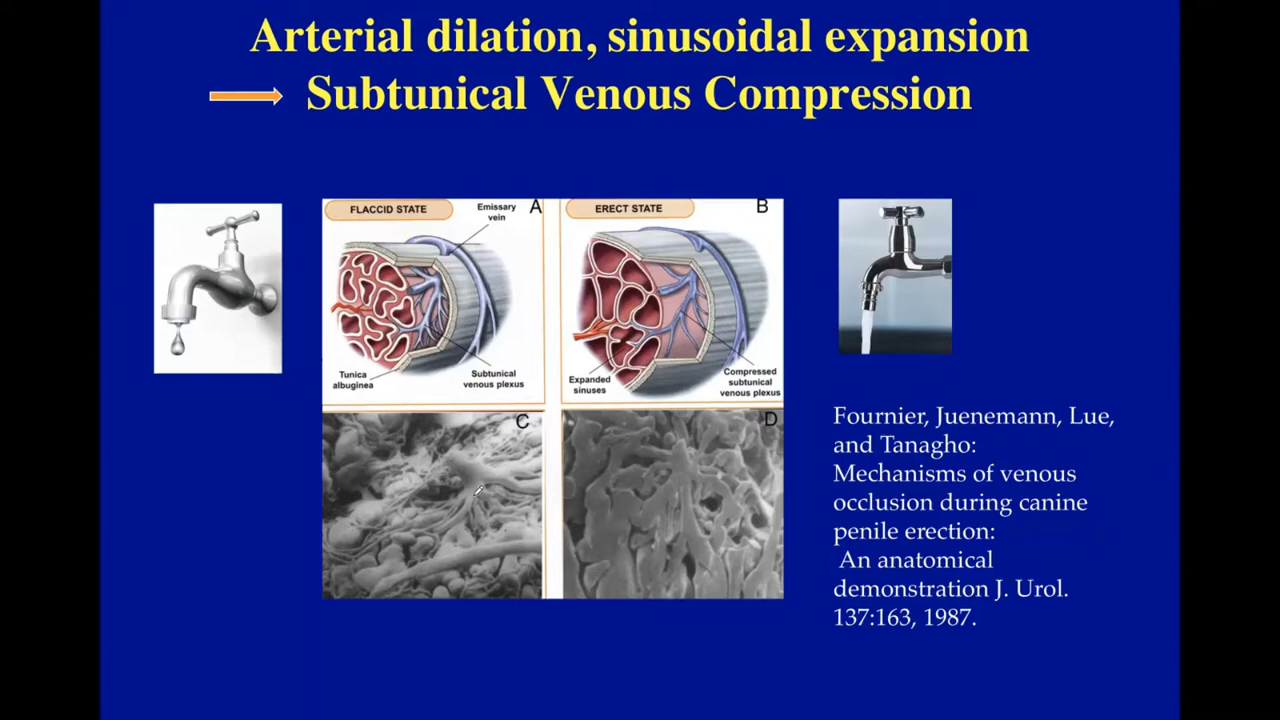 Arterial dilation, sinusoidal expansion
Subtunical Venous Compression
FLACCID STATE
Emissary
vein
A
ERECT STATE
B
Tunica
albuginea
Subtunical
venous plexus
Expanded
sinuses
Compressed
subtunical
venous plexus
C
D
Fournier, Juenemann, Lue,
and Tanagho:
Mechanisms of venous
occlusion during canine
penile erection:
An anatomical
demonstration J. Urol.
137:163, 1987.